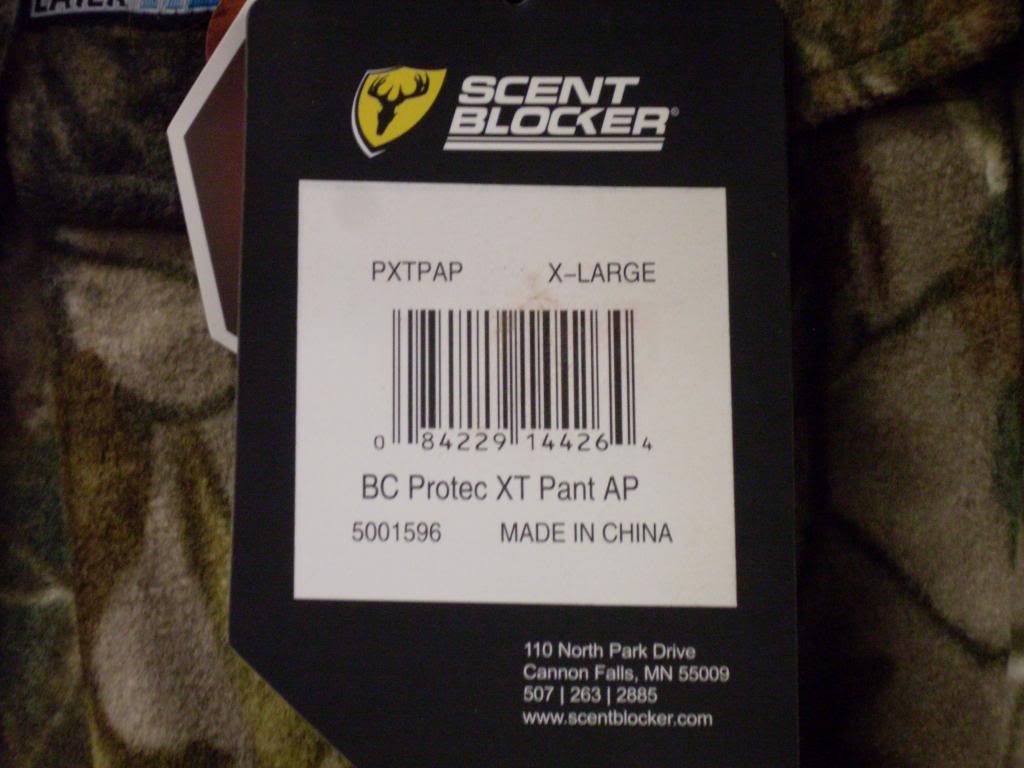 LAYER
SCENT
BLOCKER®
PXTPAP X-LARGE
0 84229 14426 4
BC Protec XT Pant AP
5001596 MADE IN CHINA
110 North Park Drive
Cannon Falls, MN 55009
507 | 263 | 2885
www.scentblocker.com